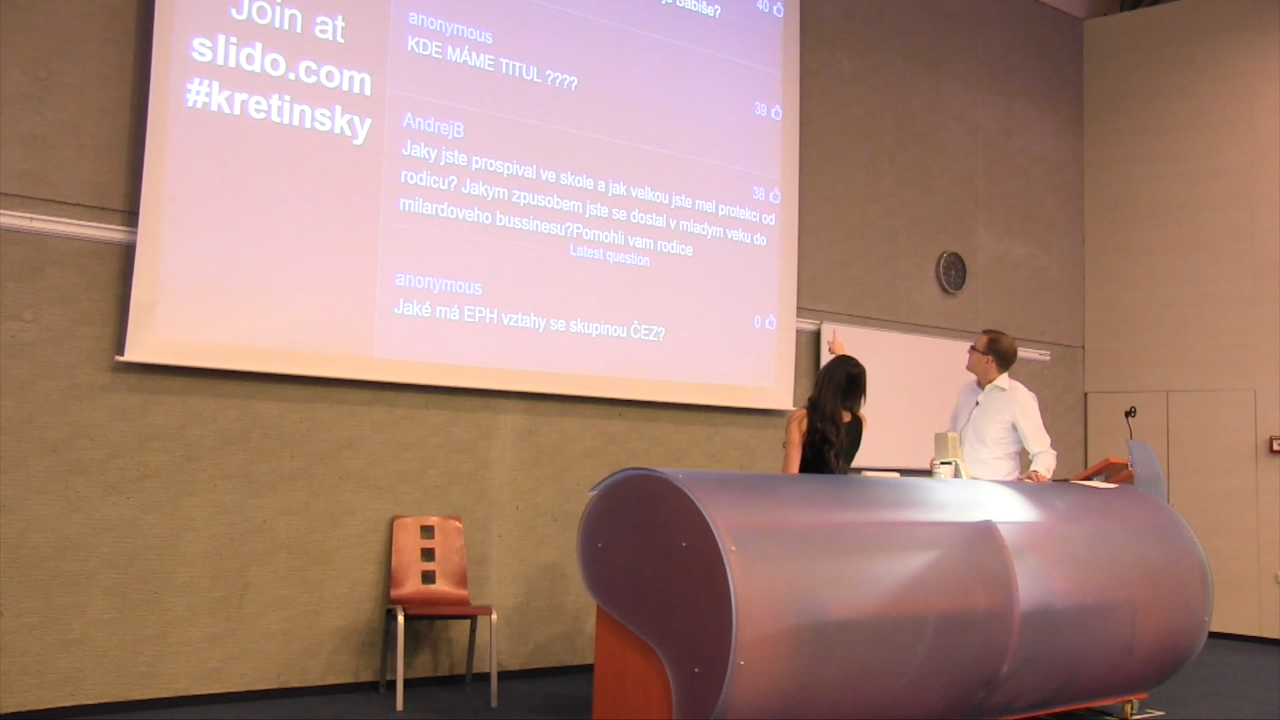 Join at
slido.com
#kretinsky
Babiše?
40
anonymous
KDE MÁME TITUL ????
39
AndrejB
38
Jaky jste prospival ve skole a jak velkou jste mel protekci od
rodicu? Jakym zpusobem jste se dostal v mladym veku do
milardoveho bussinesu?Pomohli vam rodice
Latest question
anonymous
0
Jaké má EPH vztahy se skupinou ČEZ?